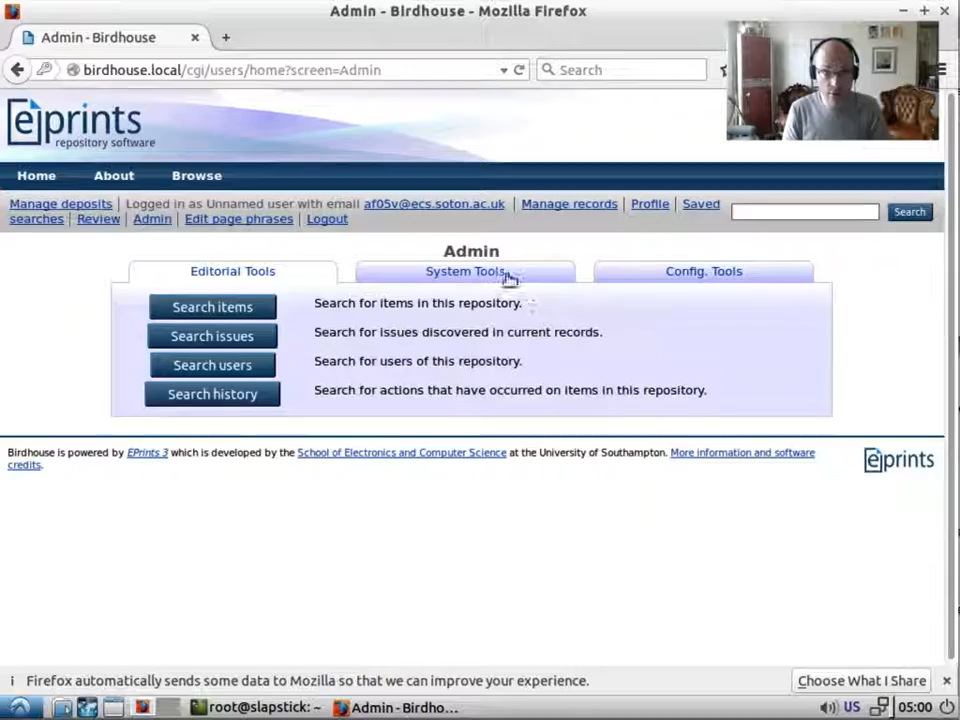 Admin - Birdhouse - Mozilla Firefox
Admin - Birdhouse
birdhouse.local/cgi/users/home?screen=Admin
Search
eprints
repository software
Home About Browse
Manage deposits Logged in as Unnamed user with email af05v@ecs.soton.ac.uk Manage records Profile Saved
searches Review Admin Edit page phrases Logout
Search
Admin
Editorial Tools System Tools Config. Tools
Search items Search for items in this repository.
Search issues Search for issues discovered in current records.
Search users Search for users of this repository.
Search history Search for actions that have occurred on items in this repository.
Birdhouse is powered by EPrints 3 which is developed by the School of Electronics and Computer Science at the University of Southampton. More information and software
credits.
eprints
i Firefox automatically sends some data to Mozilla so that we can improve your experience. Choose What I Share
root@slapstick: ~ Admin - Birdho... US 05:00